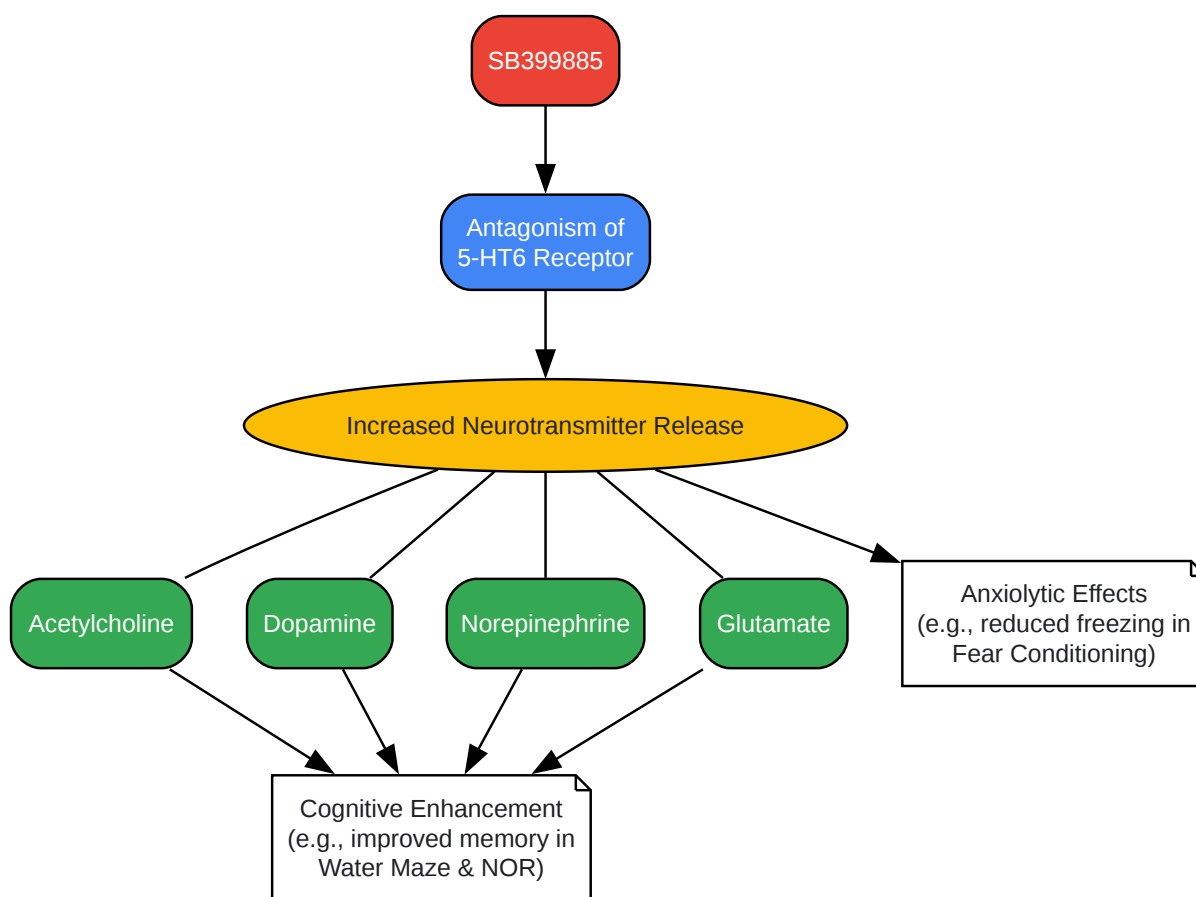 SB399885
Antagonism of
5-HT6 Receptor
Increased Neurotransmitter Release
Acetylcholine
Dopamine
Norepinephrine
Glutamate
Anxiolytic Effects
(e.g., reduced freezing in
Fear Conditioning)
Cognitive Enhancement
(e.g., improved memory in
Water Maze & NOR)